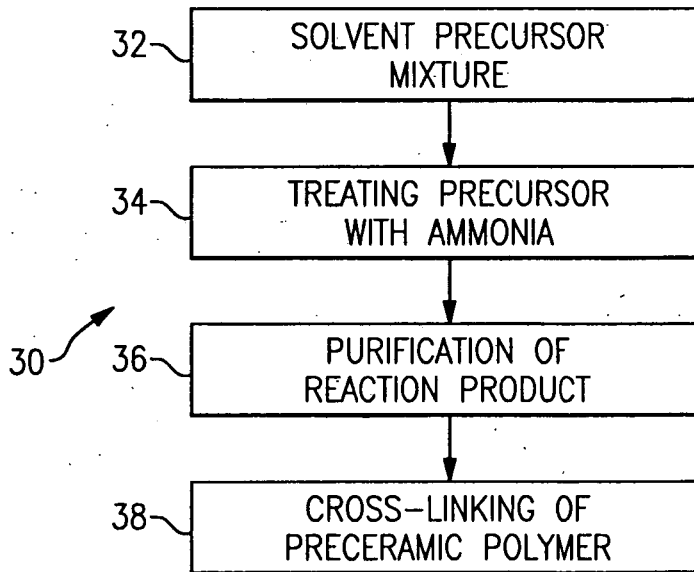 32
SOLVENT PRECURSOR
MIXTURE
34
TREATING PRECURSOR
WITH AMMONIA
30
36
PURIFICATION OF
REACTION PRODUCT
38
CROSS-LINKING OF
PRECERAMIC POLYMER